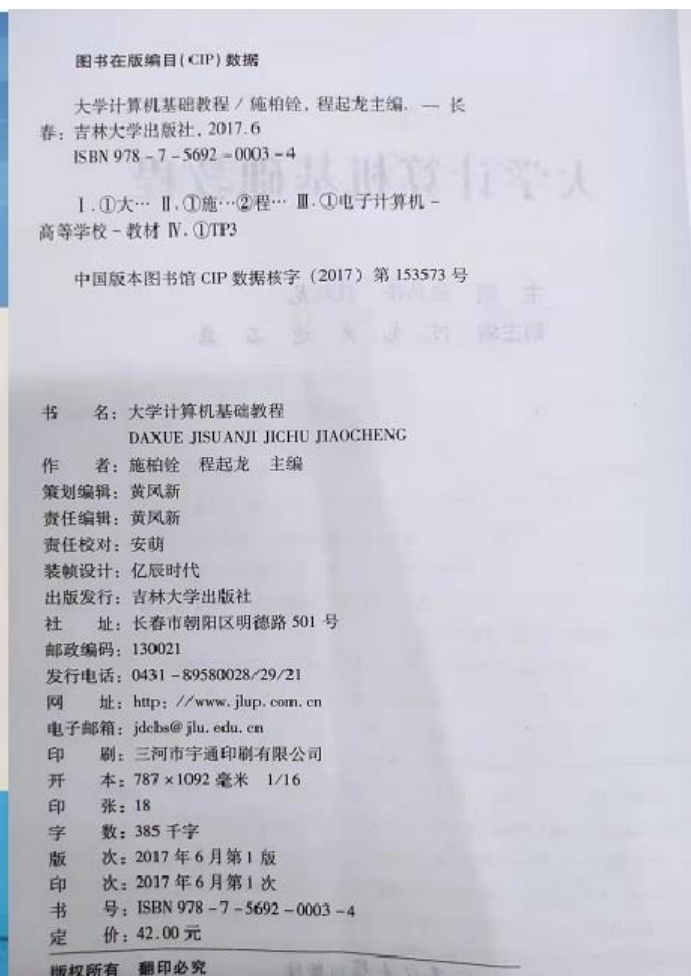 图书在版编目(CIP)数据
大学计算机基础教程 / 施柏铨, 程起龙主编. — 长
春: 吉林大学出版社, 2017.6
ISBN 978-7-5692-0003-4
Ⅰ.①大… Ⅱ.①施…②程… Ⅲ.①电子计算机-
高等学校-教材 Ⅳ.①TP3
中国版本图书馆 CIP 数据核字 (2017) 第 153573 号
书 名: 大学计算机基础教程
DAXUE JISUANJI JICHU JIAOCHENG
作 者: 施柏铨 程起龙 主编
策划编辑: 黄凤新
责任编辑: 黄凤新
责任校对: 安萌
装帧设计: 亿辰时代
出版发行: 吉林大学出版社
社 址: 长春市朝阳区明德路 501 号
邮政编码: 130021
发行电话: 0431-89580028/29/21
网 址: http://www.jlup.com.cn
电子邮箱: jdcbs@jlu.edu.cn
印 刷: 三河市宇通印刷有限公司
开 本: 787×1092 毫米 1/16
印 张: 18
字 数: 385 千字
版 次: 2017 年 6 月第 1 版
印 次: 2017 年 6 月第 1 次
书 号: ISBN 978-7-5692-0003-4
定 价: 42.00 元
版权所有 翻印必究